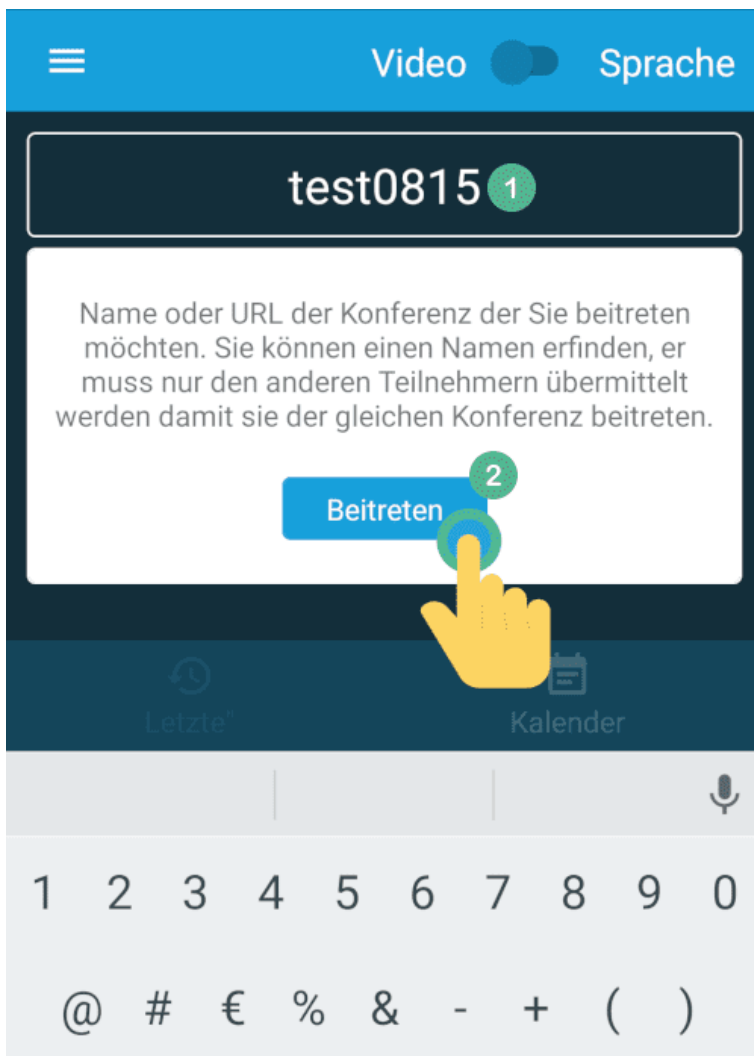 Video Sprache
test0815 1
Name oder URL der Konferenz der Sie beitreten
möchten. Sie können einen Namen erfinden, er
muss nur den anderen Teilnehmern übermittelt
werden damit sie der gleichen Konferenz beitreten.
2
Beitreten
Letzte" Kalender
1 2 3 4 5 6 7 8 9 0
@ # € % & - + ( )